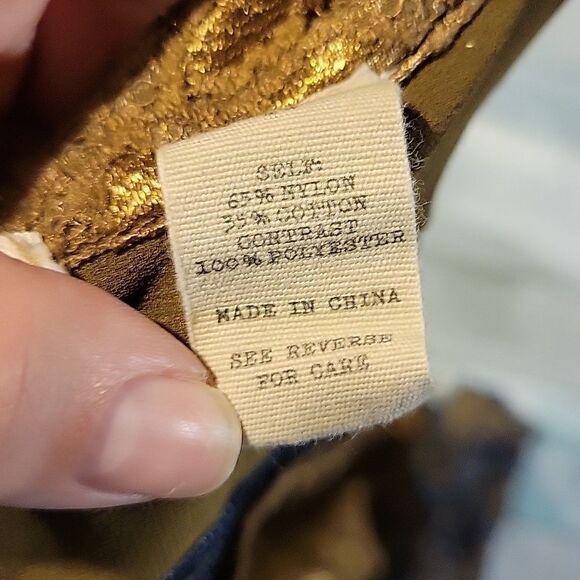 SELF:
65% NYLON
35% COTTON
CONTRAST
100% POLYESTER
MADE IN CHINA
SEE REVERSE
FOR CARE